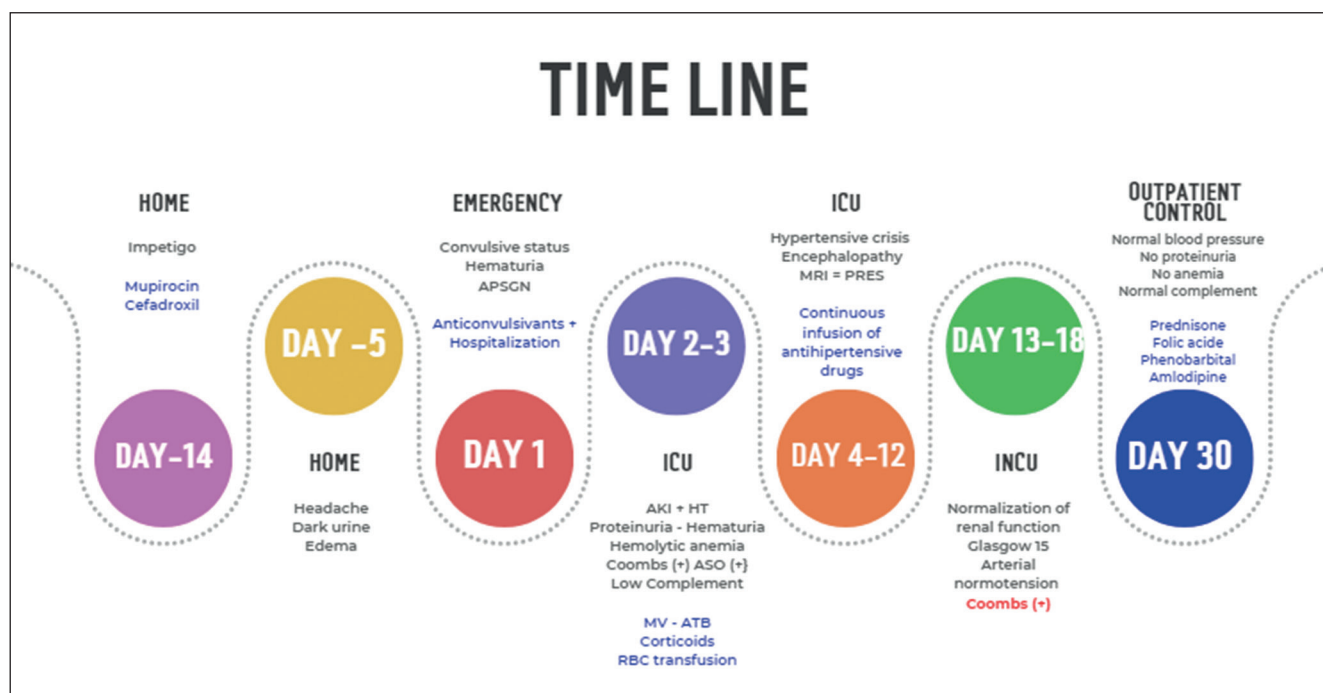 TIME LINE
HOME
Impetigo
Mupirocin
Cefadroxil
DAY-14
DAY -5
HOME
Headache
Dark urine
Edema
EMERGENCY
Convulsive status
Hematuria
APSGN
Anticonvulsivants +
Hospitalization
DAY 1
DAY 2-3
ICU
AKI + HT
Proteinuria - Hematuria
Hemolytic anemia
Coombs (+) ASO (+}
Low Complement
MV - ATB
Corticoids
RBC transfusion
ICU
Hypertensive crisis
Encephalopathy
MRI = PRES
Continuous
infusion of
antihipertensive
drugs
DAY 4-12
DAY 13-18
INCU
Normalization of
renal function
Glasgow 15
Arterial
normotension
Coombs (+)
OUTPATIENT
CONTROL
Normal blood pressure
No proteinuria
No anemia
Normal complement
Prednisone
Folic acide
Phenobarbital
Amlodipine
DAY 30